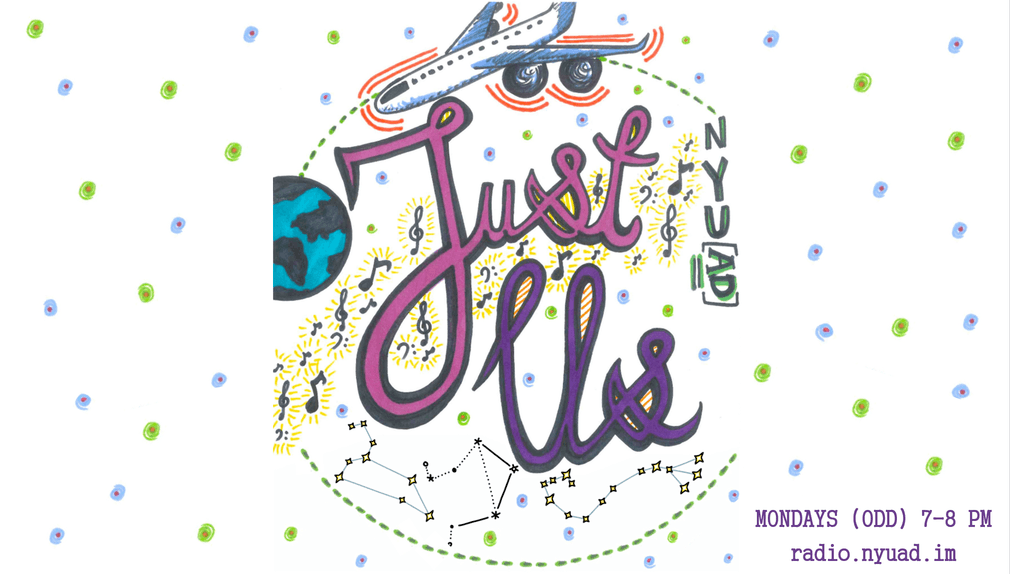 Just
Us
NYU
[AD]
MONDAYS (ODD) 7-8 PM
radio.nyuad.im